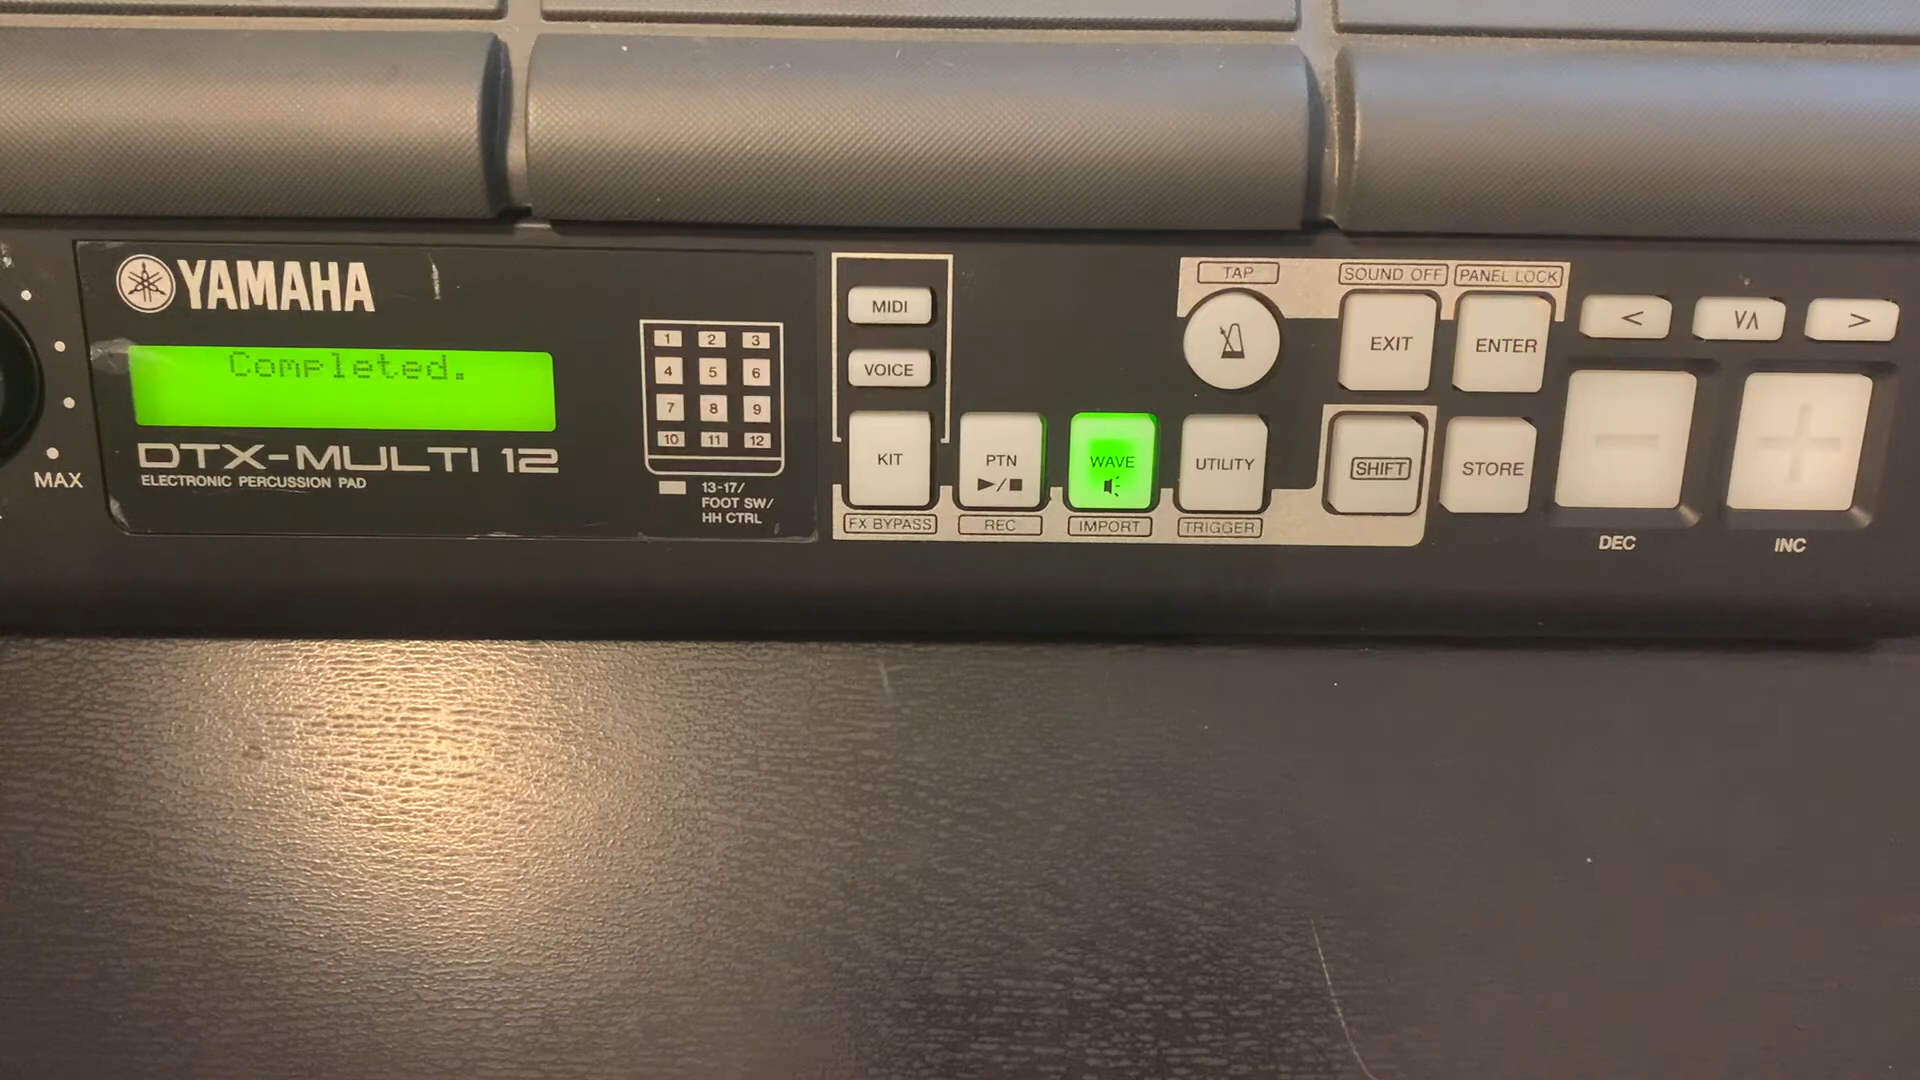 YAMAHA
Completed.
DTX-MULTI 12
ELECTRONIC PERCUSSION PAD
MAX
1 2 3
4 5 6
7 8 9
10 11 12
13-17/
FOOT SW/
HH CTRL
MIDI
VOICE
KIT
FX BYPASS
PTN
REC
WAVE
IMPORT
UTILITY
TRIGGER
TAP
SOUND OFF
PANEL LOCK
EXIT
ENTER
<
∨∧
>
SHIFT
STORE
−
+
DEC
INC